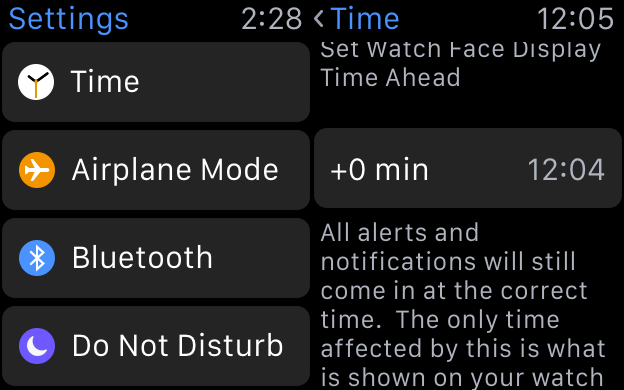 Settings 2:28
Time
Airplane Mode
Bluetooth
Do Not Disturb
Time 12:05
Set Watch Face Display
Time Ahead
+0 min 12:04
All alerts and
notifications will still
come in at the correct
time. The only time
affected by this is what
is shown on your watch